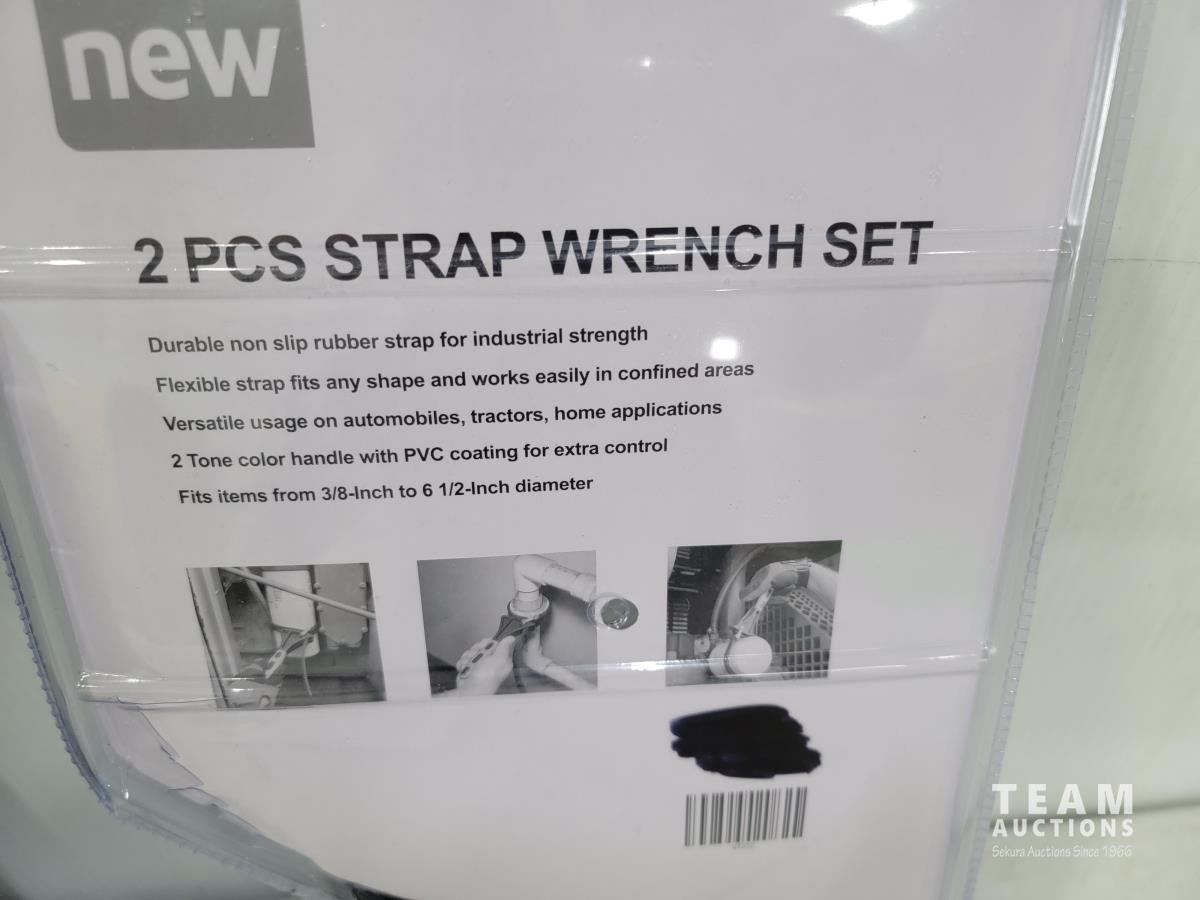 new
2 PCS STRAP WRENCH SET
Durable non slip rubber strap for industrial strength
Flexible strap fits any shape and works easily in confined areas
Versatile usage on automobiles, tractors, home applications
2 Tone color handle with PVC coating for extra control
Fits items from 3/8-Inch to 6 1/2-Inch diameter
TEAM
AUCTIONS
Sekura Auctions Since 1966